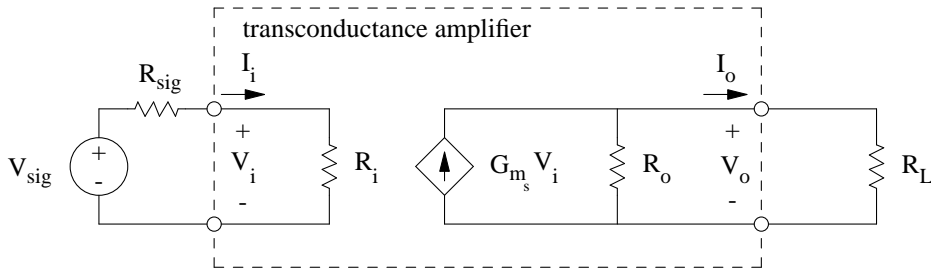 transconductance amplifier
I_i
I_o
R_sig
+
V_i
-
R_i
V_sig
+
-
G_m_s V_i
R_o
+
V_o
-
R_L